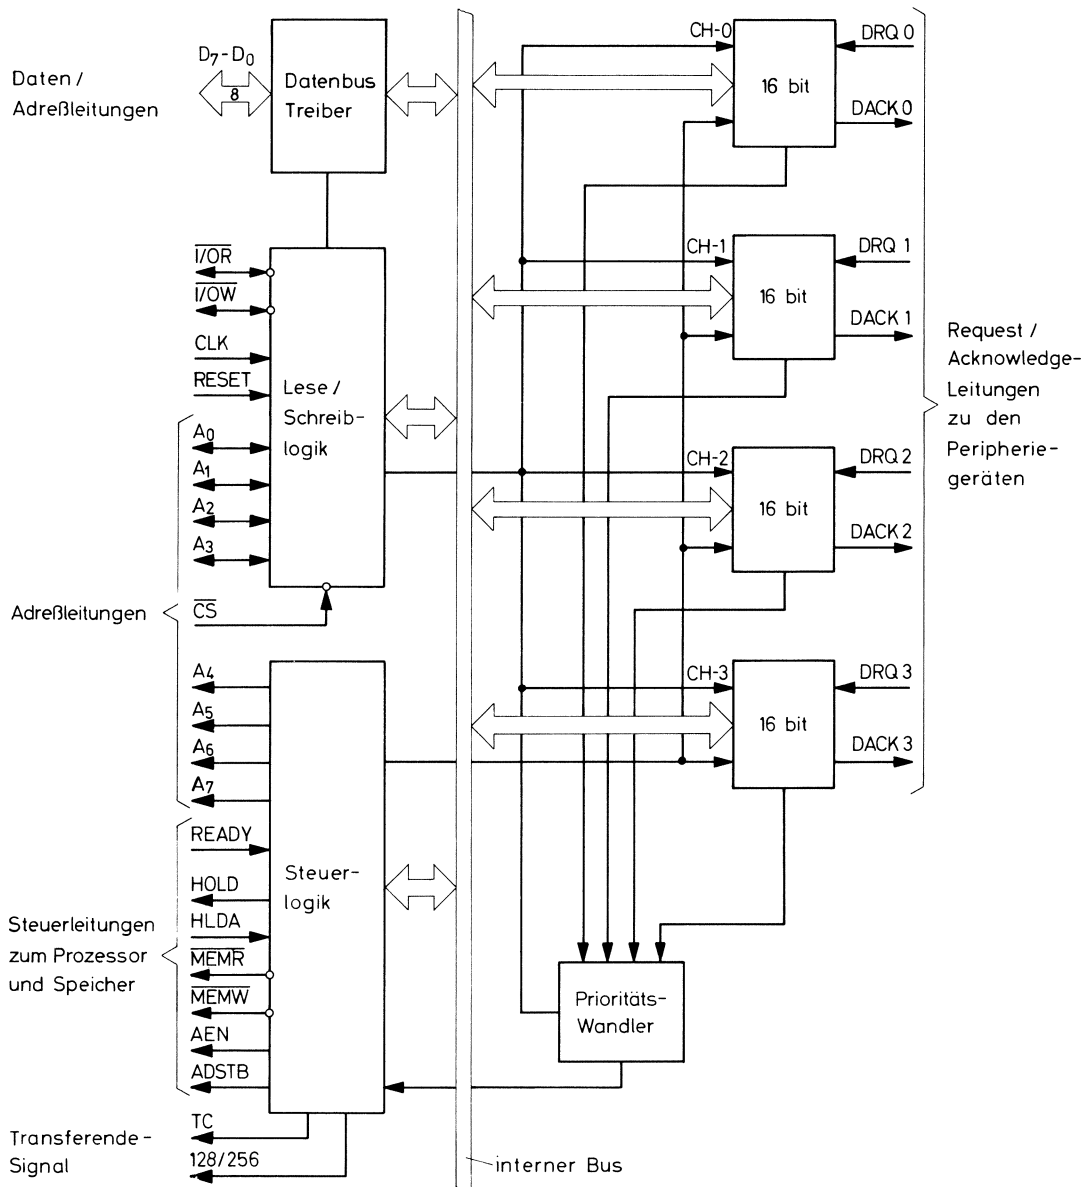 Daten /
Adreßleitungen
D7-D0
8
Datenbus
Treiber
I/OR
I/OW
CLK
RESET
Lese /
Schreib-
logik
A0
A1
A2
A3
CS
Adreßleitungen
A4
A5
A6
A7
READY
HOLD
HLDA
MEMR
MEMW
AEN
ADSTB
Steuer-
logik
Steuerleitungen
zum Prozessor
und Speicher
TC
128/256
Transferende-
Signal
interner Bus
CH-0
16 bit
DRQ 0
DACK 0
CH-1
16 bit
DRQ 1
DACK 1
CH-2
16 bit
DRQ 2
DACK 2
CH-3
16 bit
DRQ 3
DACK 3
Request /
Acknowledge-
Leitungen
zu den
Peripherie-
geräten
Prioritäts-
Wandler